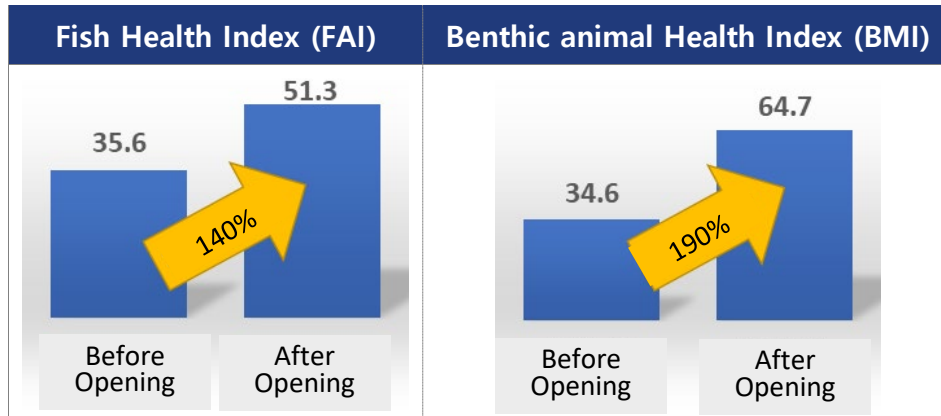 Fish Health Index (FAI)
Benthic animal Health Index (BMI)
51.3
35.6
140%
Before
Opening
After
Opening
64.7
34.6
190%
Before
Opening
After
Opening